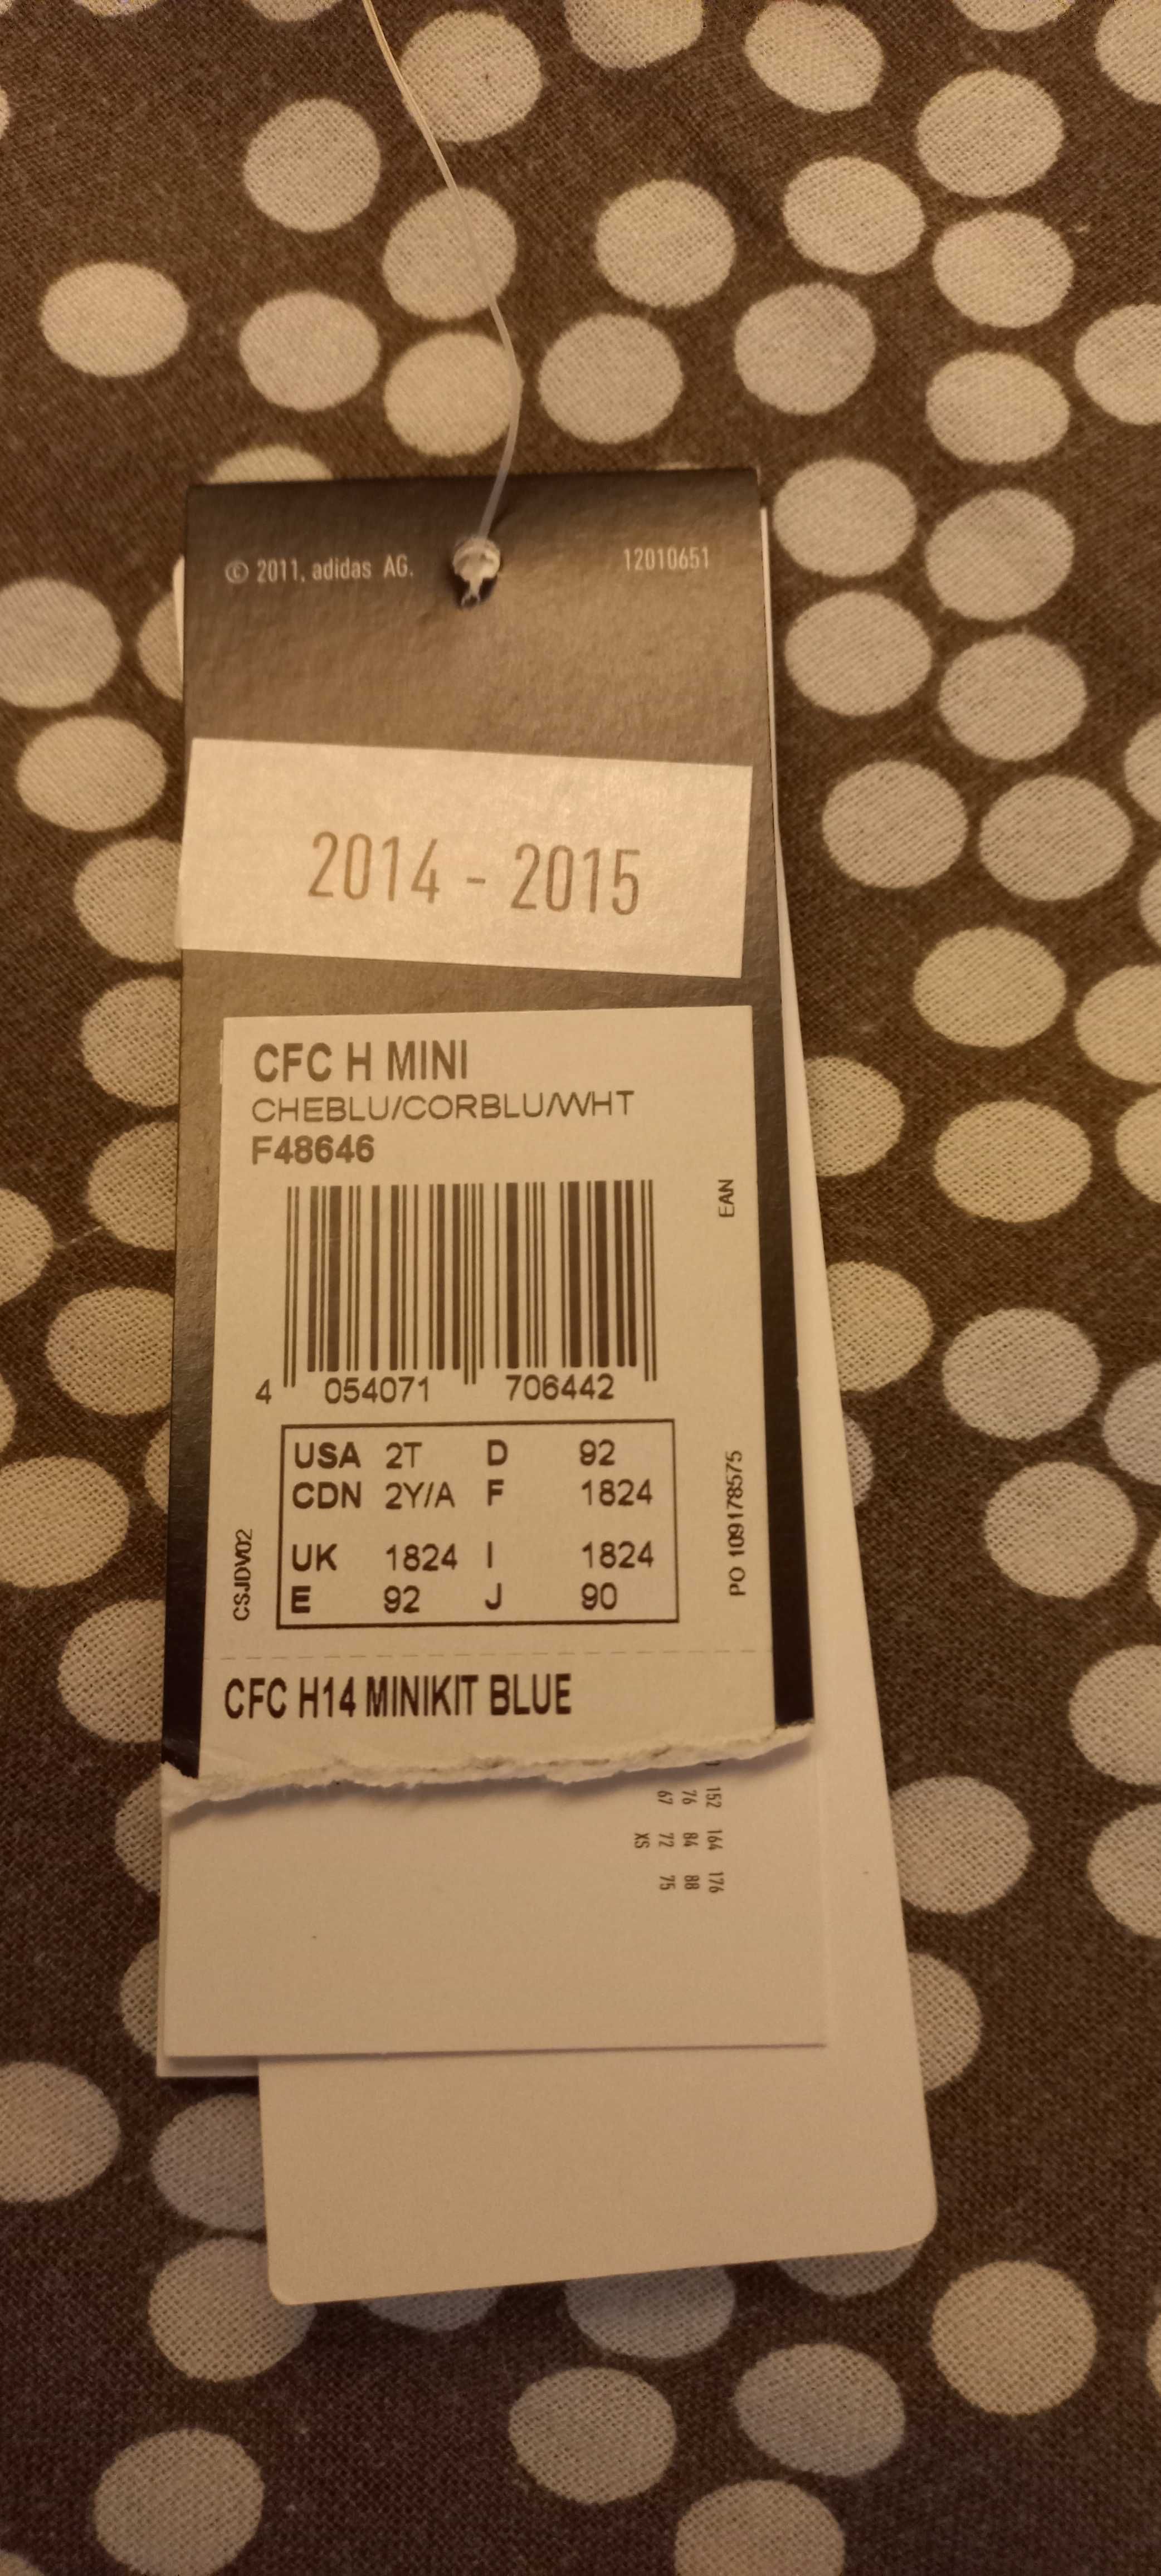 © 2011, adidas AG. 12010651
2014 - 2015
CFC H MINI
CHEBLU/CORBLU/WHT
F48646
EAN
4 054071 706442
USA 2T D 92
CDN 2Y/A F 1824
UK 1824 I 1824
E 92 J 90
CSJDV02
PO 109178575
CFC H14 MINIKIT BLUE
152 164 176
76 84 88
67 72 75
XS